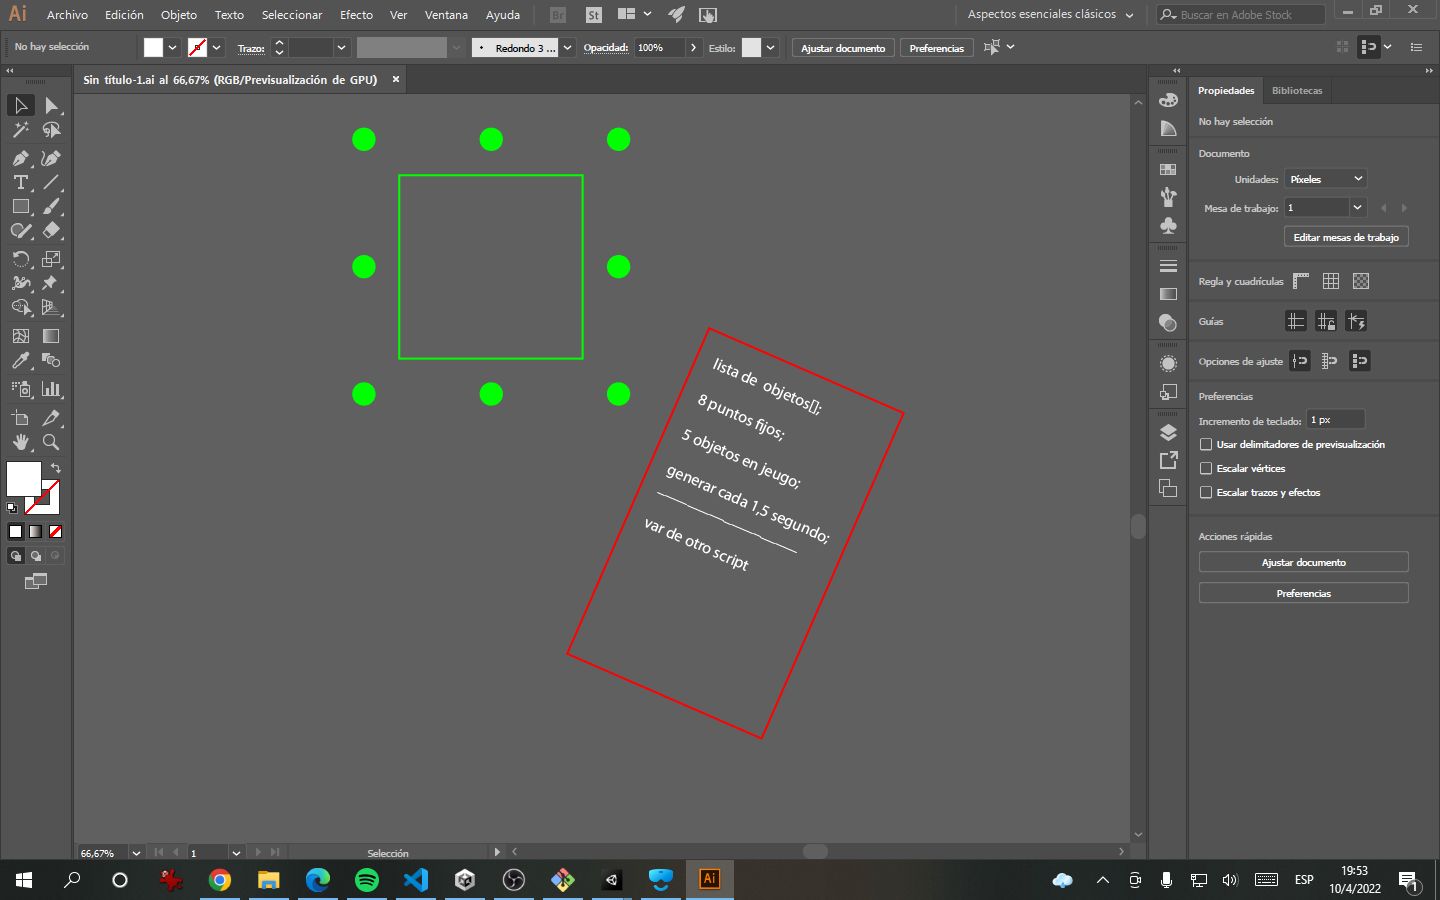 Ai Archivo Edición Objeto Texto Seleccionar Efecto Ver Ventana Ayuda Br St Aspectos esenciales clásicos Buscar en Adobe Stock
No hay selección Trazo: Redondo 3 ... Opacidad: 100% Estilo: Ajustar documento Preferencias
Sin título-1.ai al 66,67% (RGB/Previsualización de GPU)
lista de objetos[];
8 puntos fijos;
5 objetos en jeugo;
generar cada 1,5 segundo;
var de otro script
Propiedades Bibliotecas
No hay selección
Documento
Unidades: Píxeles
Mesa de trabajo: 1
Editar mesas de trabajo
Regla y cuadrículas
Guías
Opciones de ajuste
Preferencias
Incremento de teclado: 1 px
Usar delimitadores de previsualización
Escalar vértices
Escalar trazos y efectos
Acciones rápidas
Ajustar documento
Preferencias
66,67% 1 Selección
Ai ESP 19:53
10/4/2022 1